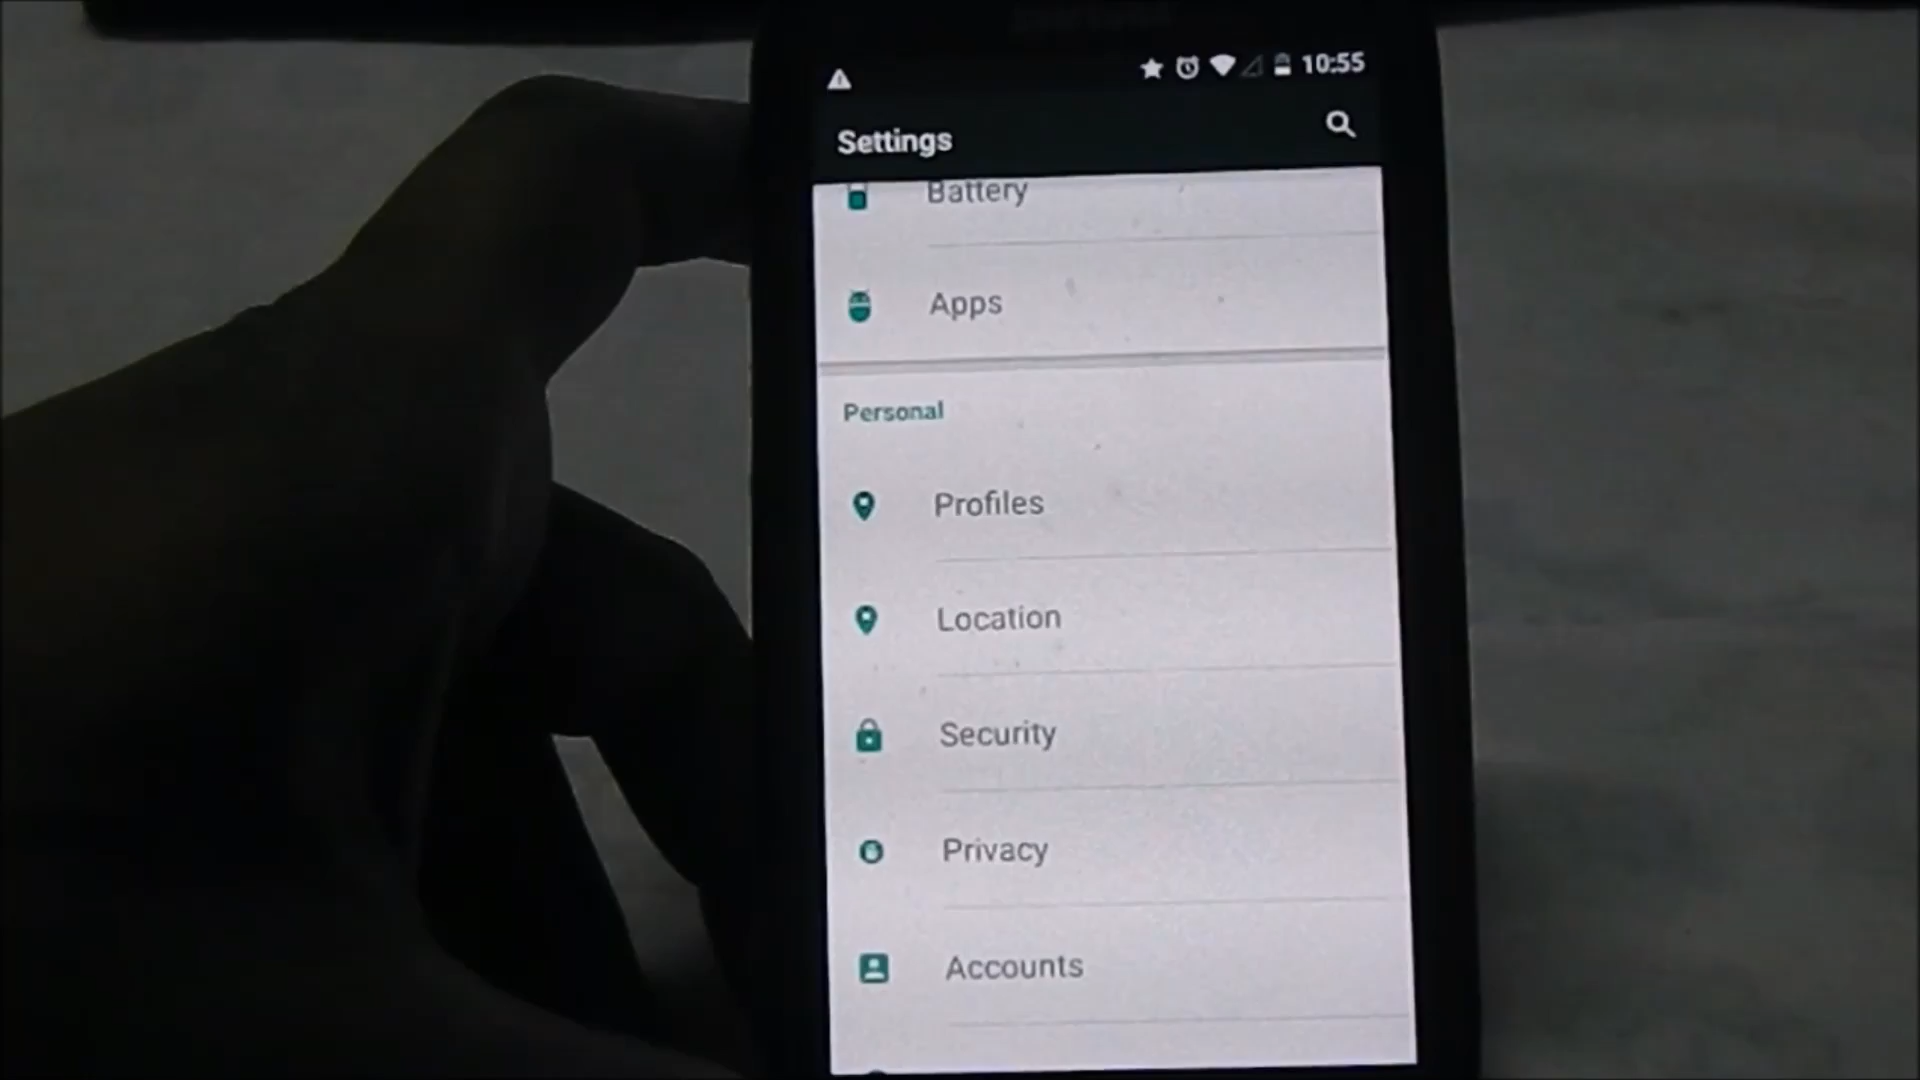 10:55
Settings
Battery
Apps
Personal
Profiles
Location
Security
Privacy
Accounts